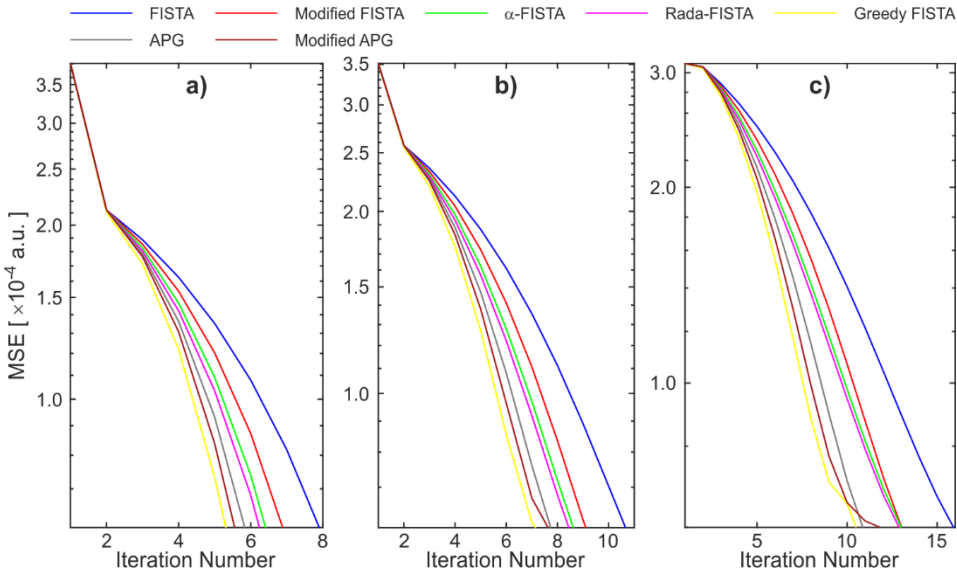 FISTA Modified FISTA α-FISTA Rada-FISTA Greedy FISTA
APG Modified APG
MSE [ ×10⁻⁴ a.u. ]
a)
3.5
3.0
2.0
1.5
1.0
2 4 6 8
Iteration Number
b)
3.5
3.0
2.5
2.0
1.5
1.0
2 4 6 8 10
Iteration Number
c)
3.0
2.0
1.0
5 10 15
Iteration Number